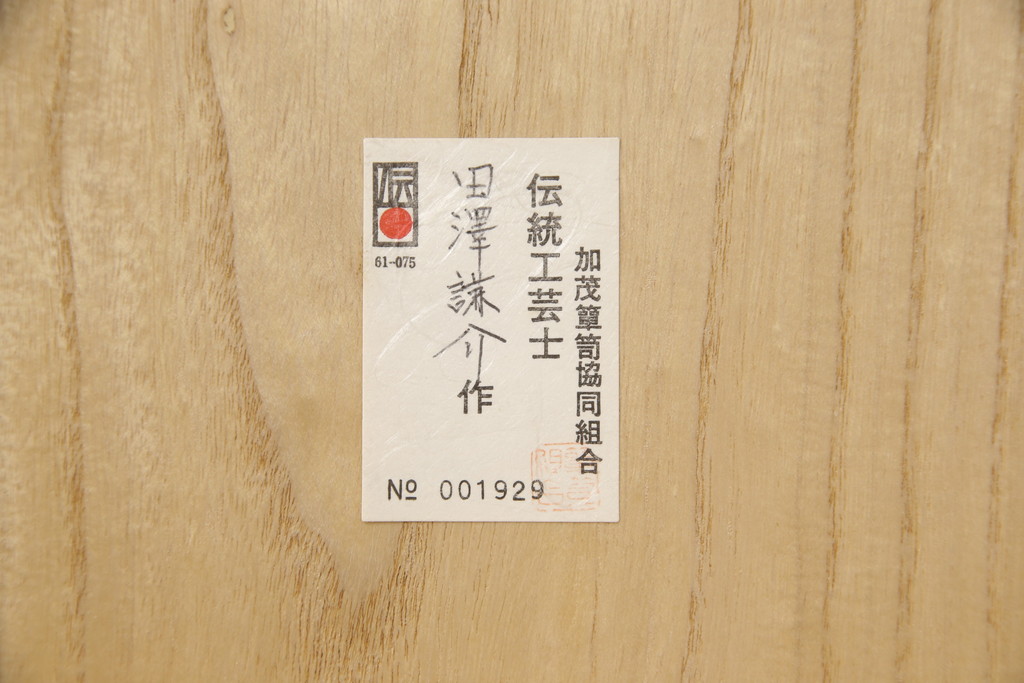 加茂簞笥協同組合
伝統工芸士
田澤謙介作
伝
61-075
№ 001929